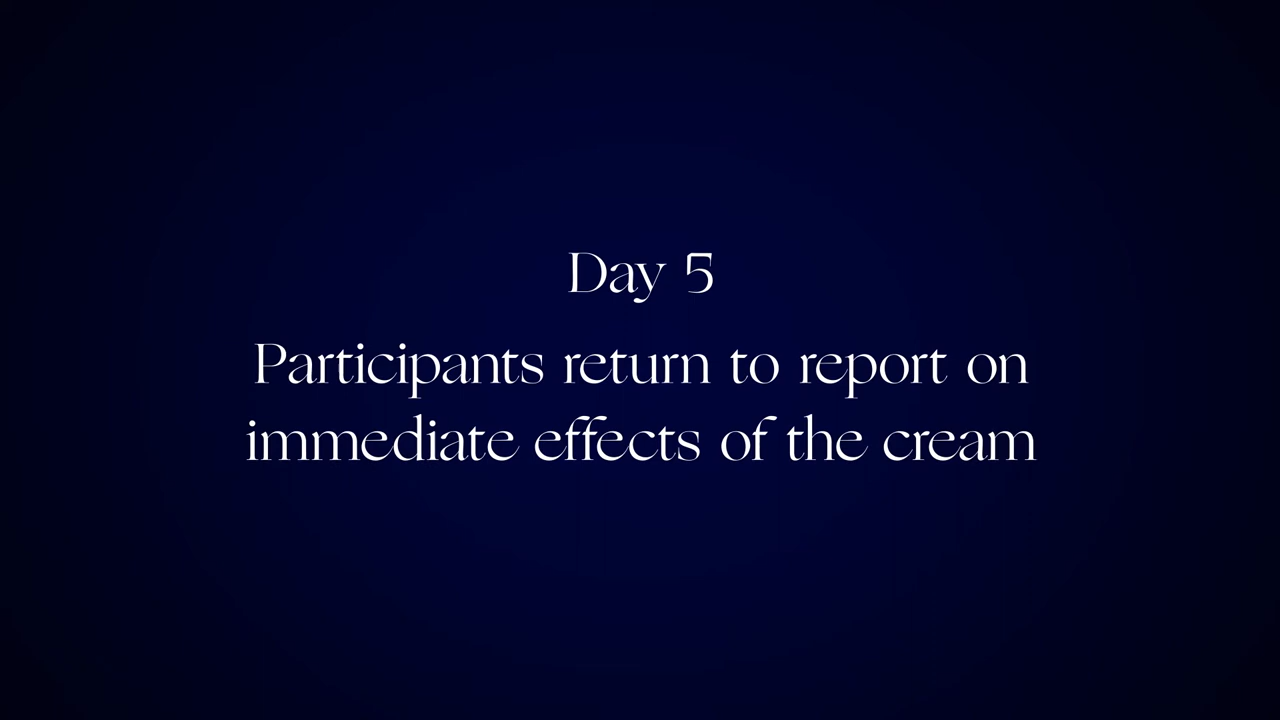 Day 5
Participants return to report on
immediate effects of the cream